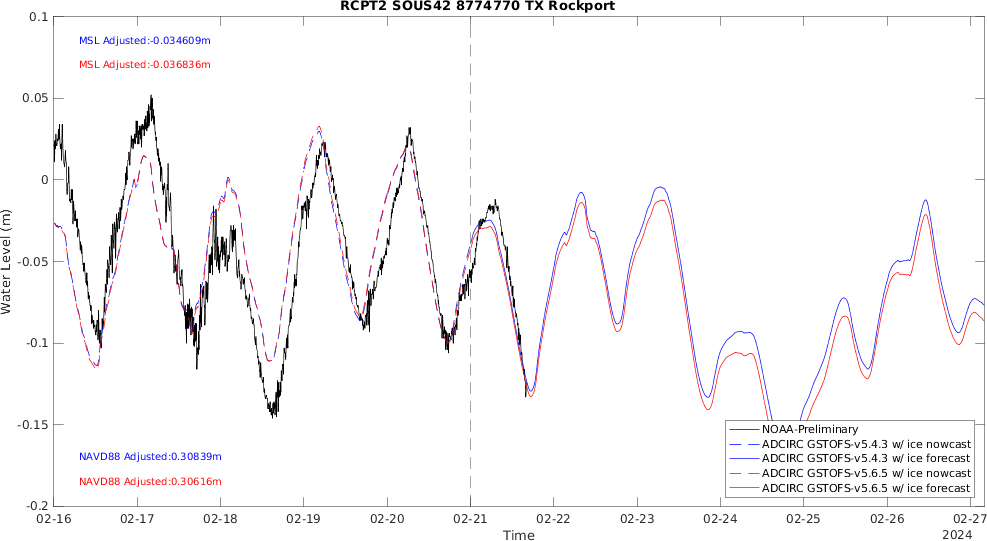 RCPT2 SOUS42 8774770 TX Rockport
0.1
0.05
0
-0.05
-0.1
-0.15
-0.2
Water Level (m)
MSL Adjusted:-0.034609m
MSL Adjusted:-0.036836m
NAVD88 Adjusted:0.30839m
NAVD88 Adjusted:0.30616m
NOAA-Preliminary
ADCIRC GSTOFS-v5.4.3 w/ ice nowcast
ADCIRC GSTOFS-v5.4.3 w/ ice forecast
ADCIRC GSTOFS-v5.6.5 w/ ice nowcast
ADCIRC GSTOFS-v5.6.5 w/ ice forecast
02-16 02-17 02-18 02-19 02-20 02-21 02-22 02-23 02-24 02-25 02-26 02-27
Time
2024